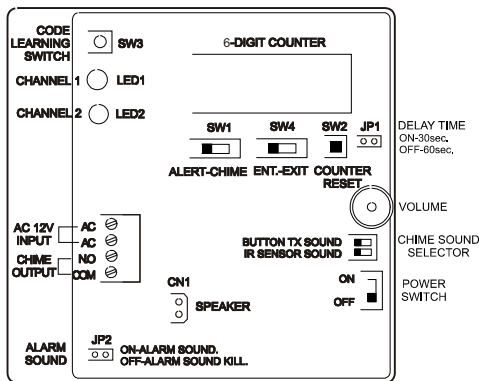 CODE
LEARNING
SWITCH
SW3
6-DIGIT COUNTER
CHANNEL 1
LED1
CHANNEL 2
LED2
SW1
SW4
SW2
JP1
DELAY TIME
ON-30sec.
OFF-60sec.
ALERT-CHIME
ENT.-EXIT
COUNTER
RESET
VOLUME
AC 12V
INPUT
AC
AC
CHIME
OUTPUT
NO
COM
BUTTON TX SOUND
IR SENSOR SOUND
CHIME SOUND
SELECTOR
CN1
SPEAKER
ON
OFF
POWER
SWITCH
ALARM
SOUND
JP2
ON-ALARM SOUND.
OFF-ALARM SOUND KILL.